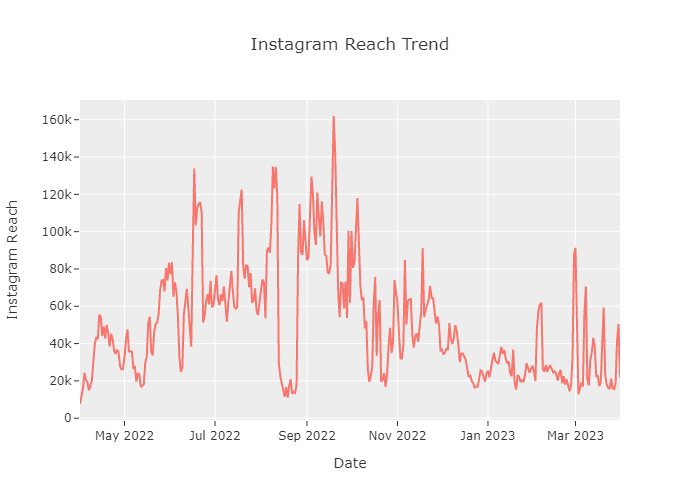 Instagram Reach Trend
160k
140k
120k
100k
80k
60k
40k
20k
0
Instagram Reach
May 2022 Jul 2022 Sep 2022 Nov 2022 Jan 2023 Mar 2023
Date